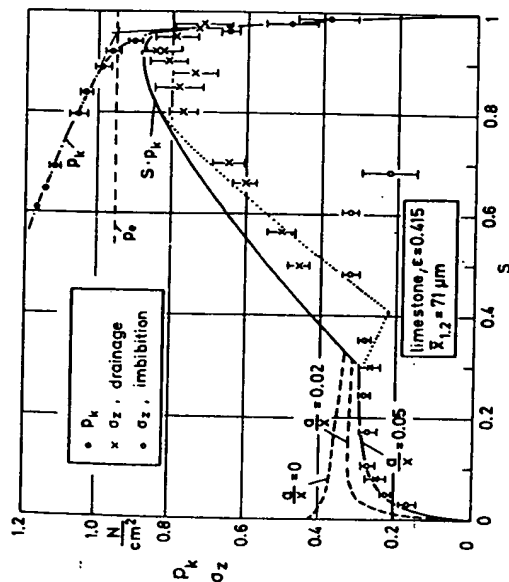 1.2
1.0
0.8
0.6
0.4
0.2
N
cm²
p_k
σ_z
• p_k
× σ_z, drainage
∘ σ_z, imbibition
p_k
p_e
S·p_k
a/x = 0
a/x = 0.02
a/x = 0.05
limestone, ε = 0.415
x̄_1,2 = 71 μm
0
0.2
0.4
0.6
0.8
1
S